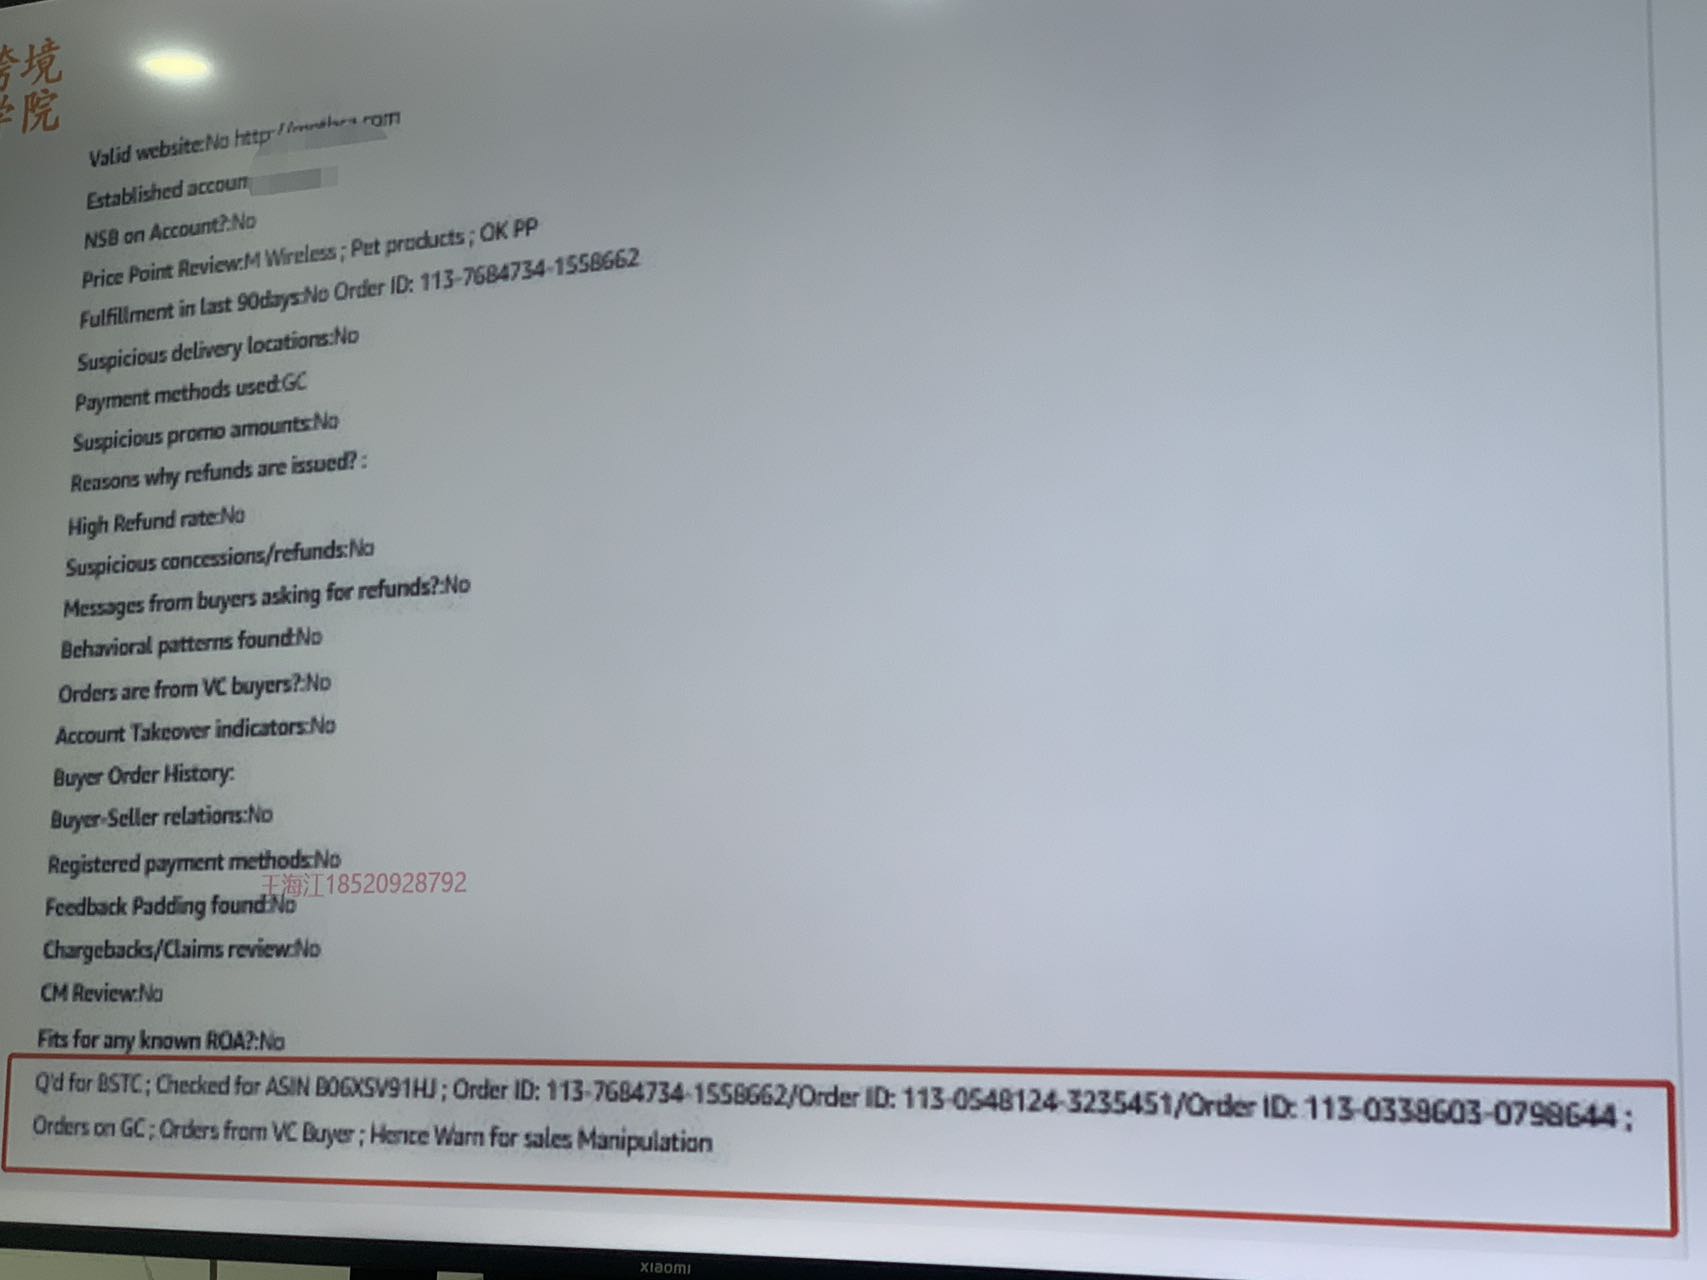 跨境
学院
Valid website:No http://
Established accoun
NSB on Account?:No
Price Point Review:M Wireless ; Pet products ; OK PP
Fulfillment in last 90days:No Order ID: 113-7684734-1558662
Suspicious delivery locations:No
Payment methods used:GC
Suspicious promo amounts:No
Reasons why refunds are issued? :
High Refund rate:No
Suspicious concessions/refunds:No
Messages from buyers asking for refunds?:No
Behavioral patterns found:No
Orders are from VC buyers?:No
Account Takeover indicators:No
Buyer Order History:
Buyer-Seller relations:No
Registered payment methods:No
王海江18520928792
Feedback Padding found:No
Chargebacks/Claims review:No
CM Review:No
Fits for any known ROA?:No
Q'd for BSTC ; Checked for ASIN B06XSV91HJ ; Order ID: 113-7684734-1558662/Order ID: 113-0548124-3235451/Order ID: 113-0338603-0798644 ;
Orders on GC ; Orders from VC Buyer ; Hence Warn for sales Manipulation
xiaomi